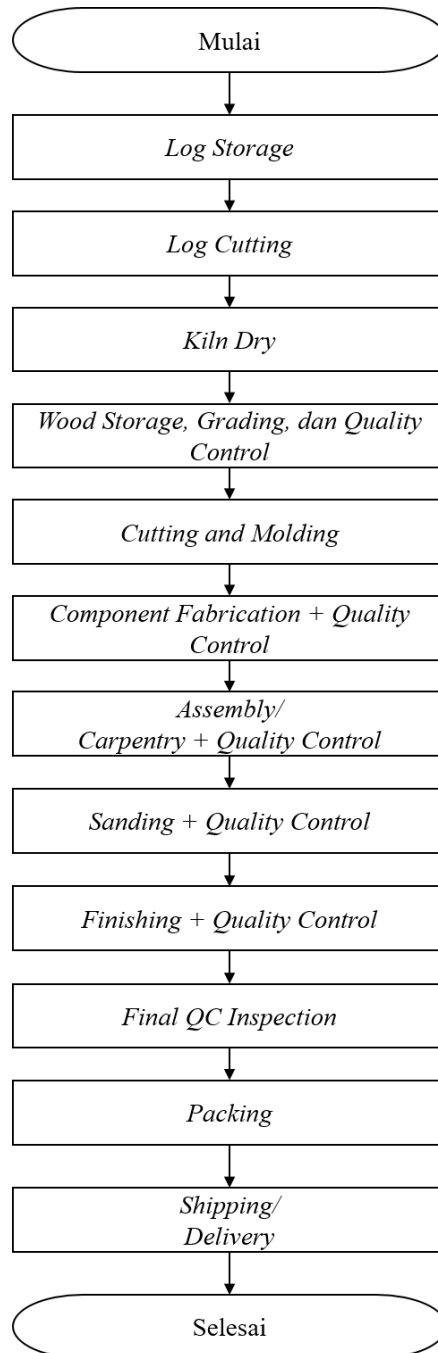 Mulai
Log Storage
Log Cutting
Kiln Dry
Wood Storage, Grading, dan Quality
Control
Cutting and Molding
Component Fabrication + Quality
Control
Assembly/
Carpentry + Quality Control
Sanding + Quality Control
Finishing + Quality Control
Final QC Inspection
Packing
Shipping/
Delivery
Selesai